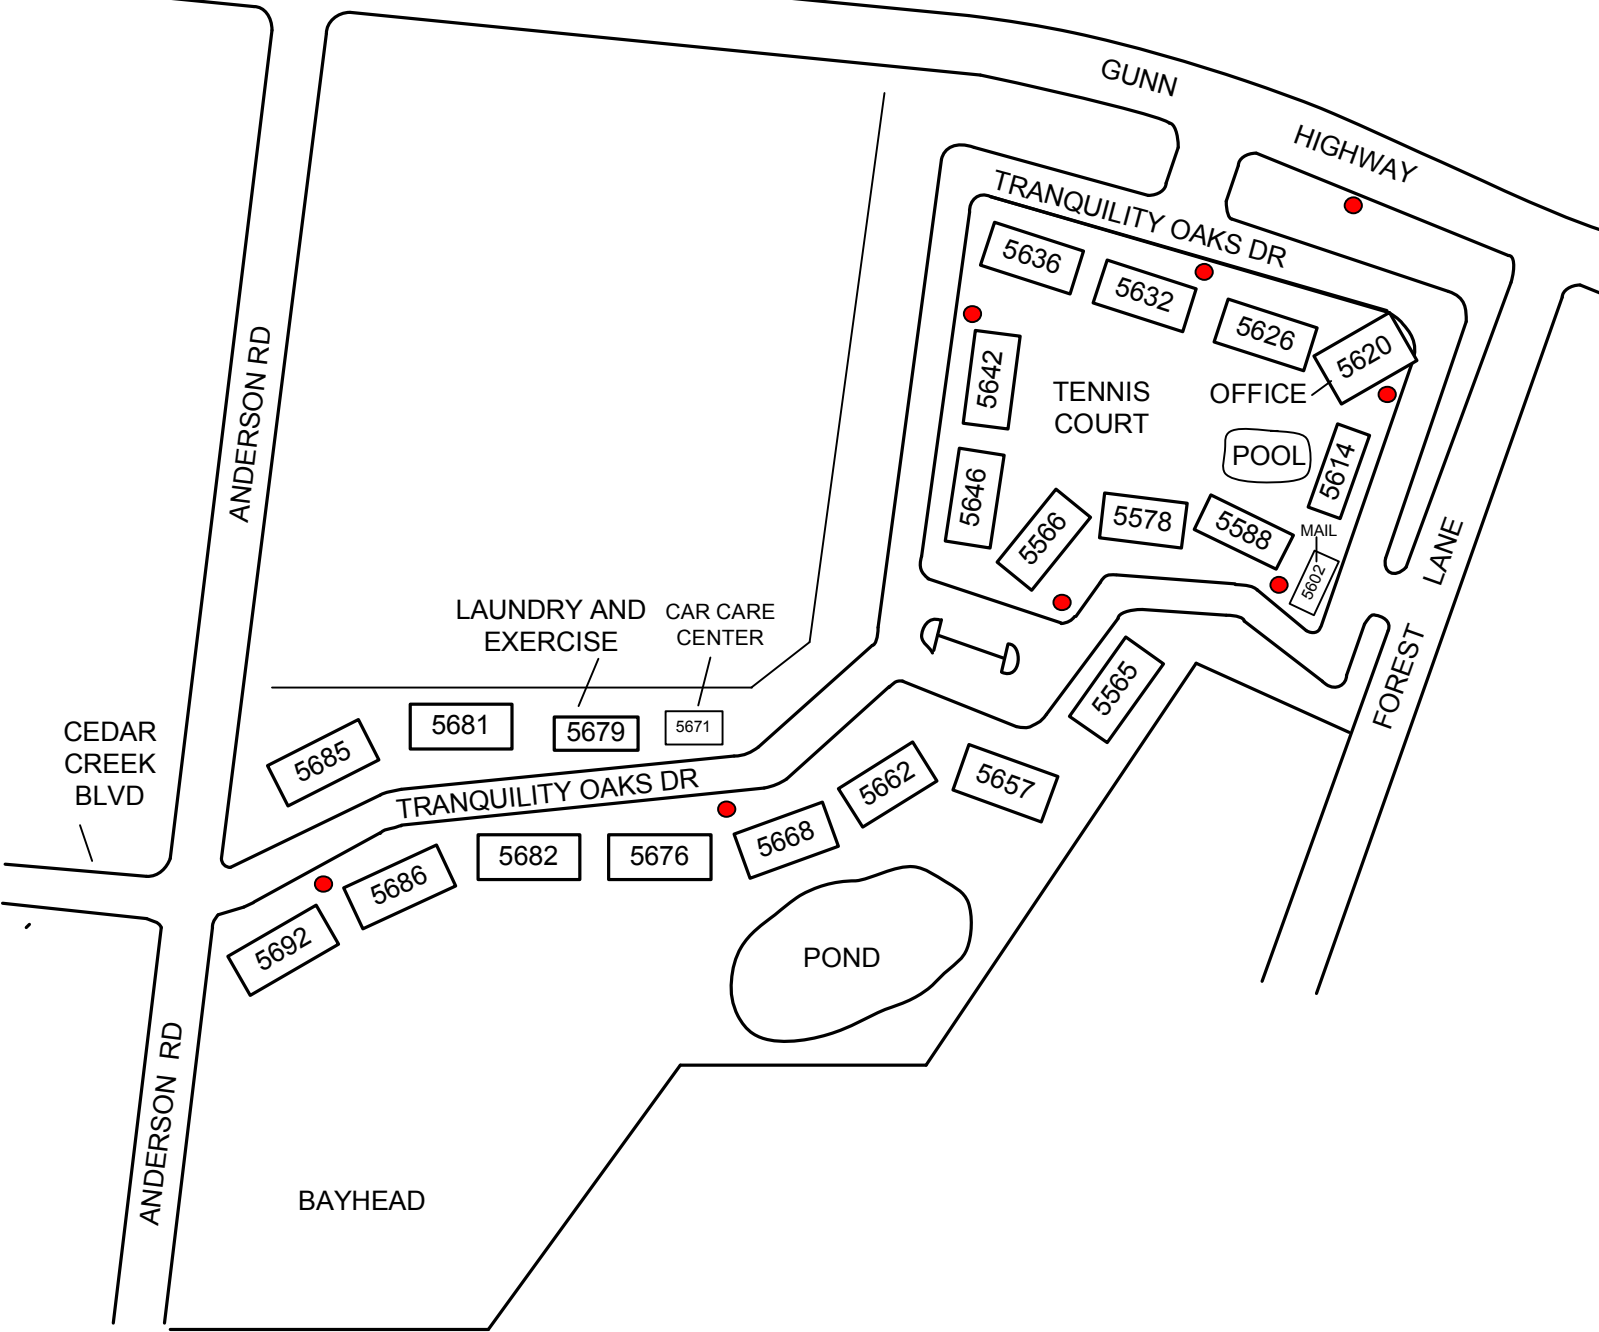 GUNN
HIGHWAY
TRANQUILITY OAKS DR
5636
5632
5626
5620
OFFICE
5642
TENNIS
COURT
POOL
5614
5646
5566
5578
5588
MAIL
5602
ANDERSON RD
FOREST LANE
LAUNDRY AND
EXERCISE
CAR CARE
CENTER
5565
5685
5681
5679
5671
CEDAR
CREEK
BLVD
TRANQUILITY OAKS DR
5662
5657
5692
5686
5682
5676
5668
POND
ANDERSON RD
BAYHEAD